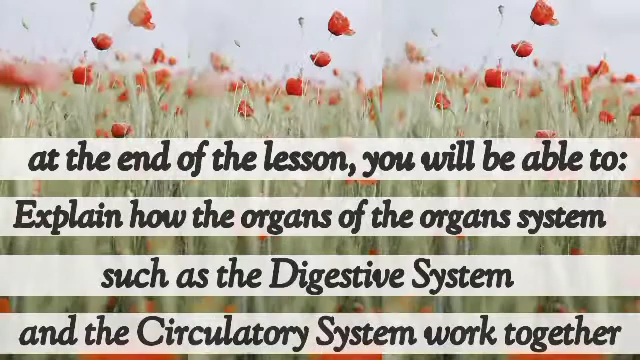 at the end of the lesson, you will be able to:
Explain how the organs of the organs system
such as the Digestive System
and the Circulatory System work together